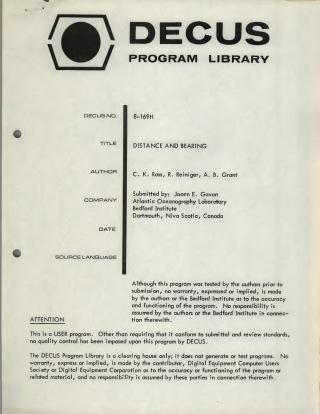 DECUS
PROGRAM LIBRARY
DECUS NO. 8-169H
TITLE DISTANCE AND BEARING
AUTHOR C. K. Ross, R. Reiniger, A. B. Grant
COMPANY Submitted by: Joann E. Gavan
Atlantic Oceanography Laboratory
Bedford Institute
Dartmouth, Niva Scotia, Canada
DATE
SOURCE LANGUAGE
Although this program was tested by the authors prior to
submission, no warranty, expressed or implied, is made
by the authors or the Bedford Institute as to the accuracy
and functioning of the program. No responsibility is
assumed by the authors or the Bedford Institute in connec-
tion therewith.
ATTENTION
This is a USER program. Other than requiring that it conform to submittal and review standards,
no quality control has been imposed upon this program by DECUS.
The DECUS Program Library is a clearing house only; it does not generate or test programs. No
warranty, express or implied, is made by the contributor, Digital Equipment Computer Users
Society or Digital Equipment Corporation as to the accuracy or functioning of the program or
related material, and no responsibility is assumed by these parties in connection therewith.